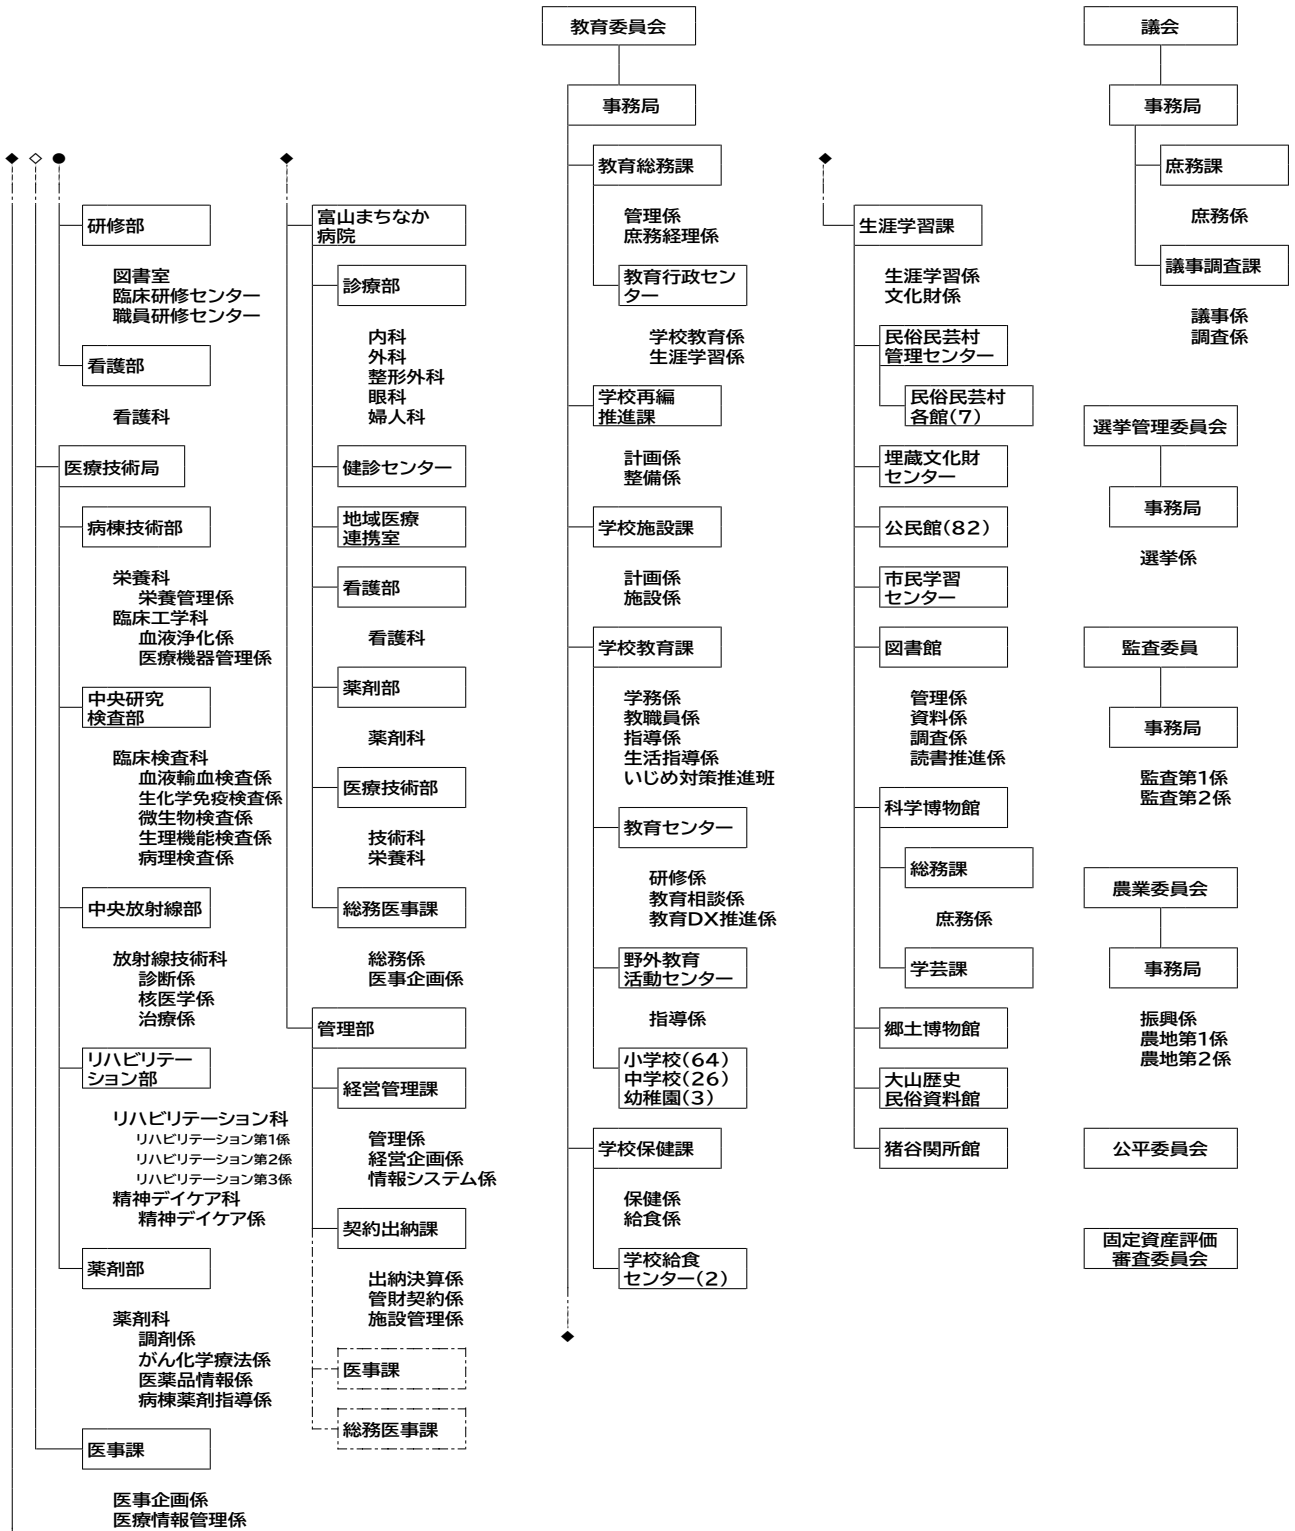 研修部
図書室
臨床研修センター
職員研修センター
看護部
看護科
医療技術局
病棟技術部
栄養科
栄養管理係
臨床工学科
血液浄化係
医療機器管理係
中央研究
検査部
臨床検査科
血液輸血検査係
生化学免疫検査係
微生物検査係
生理機能検査係
病理検査係
中央放射線部
放射線技術科
診断係
核医学係
治療係
リハビリテー
ション部
リハビリテーション科
リハビリテーション第1係
リハビリテーション第2係
リハビリテーション第3係
精神デイケア科
精神デイケア係
薬剤部
薬剤科
調剤係
がん化学療法係
医薬品情報係
病棟薬剤指導係
医事課
医事企画係
医療情報管理係
富山まちなか
病院
診療部
内科
外科
整形外科
眼科
婦人科
健診センター
地域医療
連携室
看護部
看護科
薬剤部
薬剤科
医療技術部
技術科
栄養科
総務医事課
総務係
医事企画係
管理部
経営管理課
管理係
経営企画係
情報システム係
契約出納課
出納決算係
管財契約係
施設管理係
医事課
総務医事課
教育委員会
事務局
教育総務課
管理係
庶務経理係
教育行政セン
ター
学校教育係
生涯学習係
学校再編
推進課
計画係
整備係
学校施設課
計画係
施設係
学校教育課
学務係
教職員係
指導係
生活指導係
いじめ対策推進班
教育センター
研修係
教育相談係
教育DX推進係
野外教育
活動センター
指導係
小学校(64)
中学校(26)
幼稚園(3)
学校保健課
保健係
給食係
学校給食
センター(2)
生涯学習課
生涯学習係
文化財係
民俗民芸村
管理センター
民俗民芸村
各館(7)
埋蔵文化財
センター
公民館(82)
市民学習
センター
図書館
管理係
資料係
調査係
読書推進係
科学博物館
総務課
庶務係
学芸課
郷土博物館
大山歴史
民俗資料館
猪谷関所館
議会
事務局
庶務課
庶務係
議事調査課
議事係
調査係
選挙管理委員会
事務局
選挙係
監査委員
事務局
監査第1係
監査第2係
農業委員会
事務局
振興係
農地第1係
農地第2係
公平委員会
固定資産評価
審査委員会